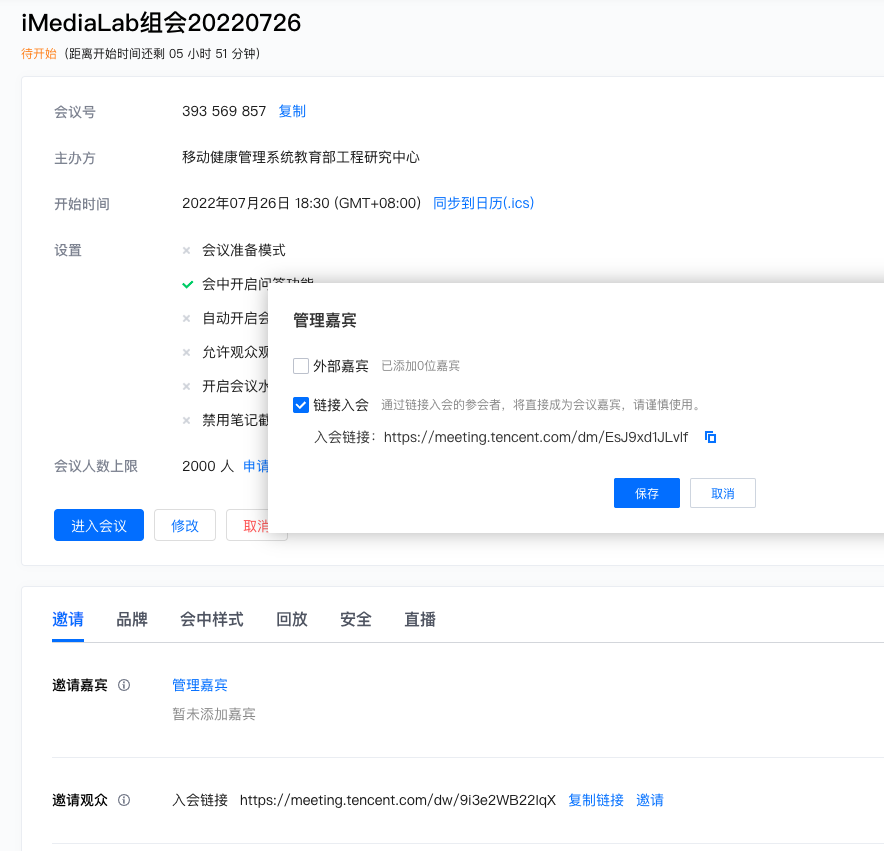 iMediaLab组会20220726
待开始 (距离开始时间还剩 05 小时 51 分钟)
会议号 393 569 857 复制
主办方 移动健康管理系统教育部工程研究中心
开始时间 2022年07月26日 18:30 (GMT+08:00) 同步到日历(.ics)
设置 会议准备模式
会中开启问答功能
自动开启会
允许观众观
开启会议水
禁用笔记截
会议人数上限 2000 人 申请
进入会议 修改 取消
管理嘉宾
外部嘉宾 已添加0位嘉宾
链接入会 通过链接入会的参会者，将直接成为会议嘉宾，请谨慎使用。
入会链接：https://meeting.tencent.com/dm/EsJ9xd1JLvlf
保存 取消
邀请 品牌 会中样式 回放 安全 直播
邀请嘉宾 管理嘉宾
暂未添加嘉宾
邀请观众 入会链接 https://meeting.tencent.com/dw/9i3e2WB22IqX 复制链接 邀请